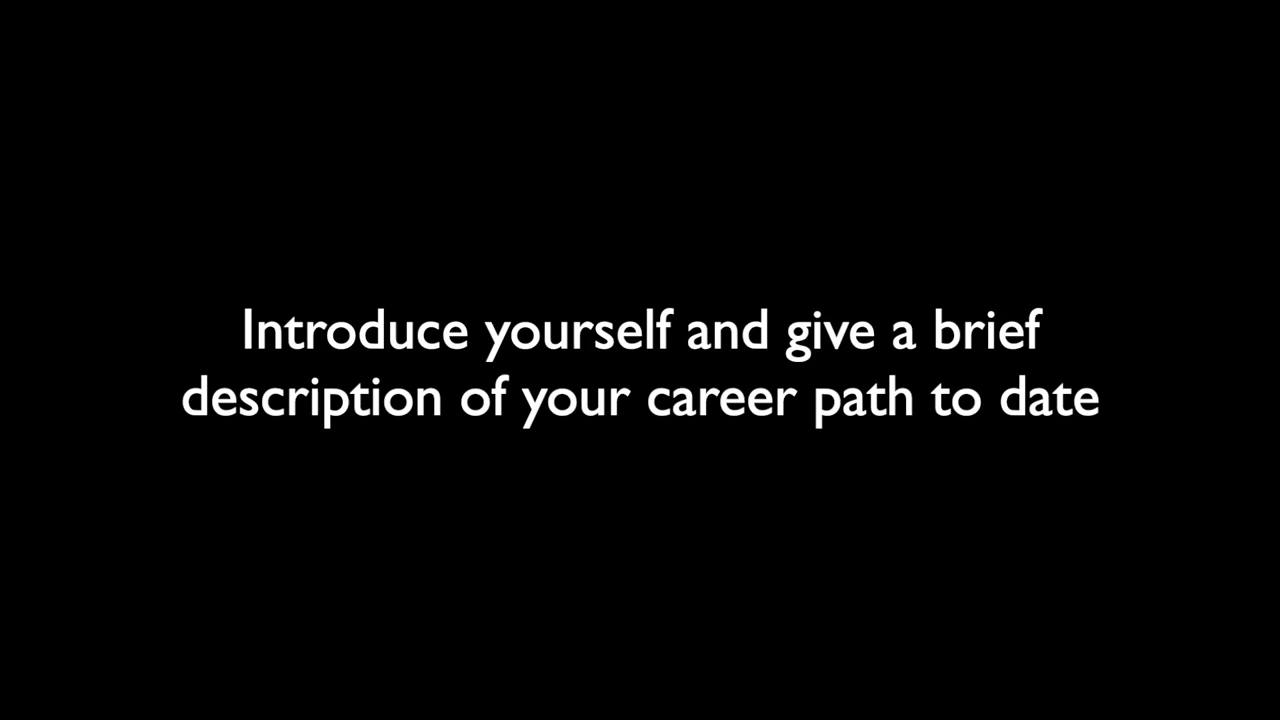 Introduce yourself and give a brief
description of your career path to date